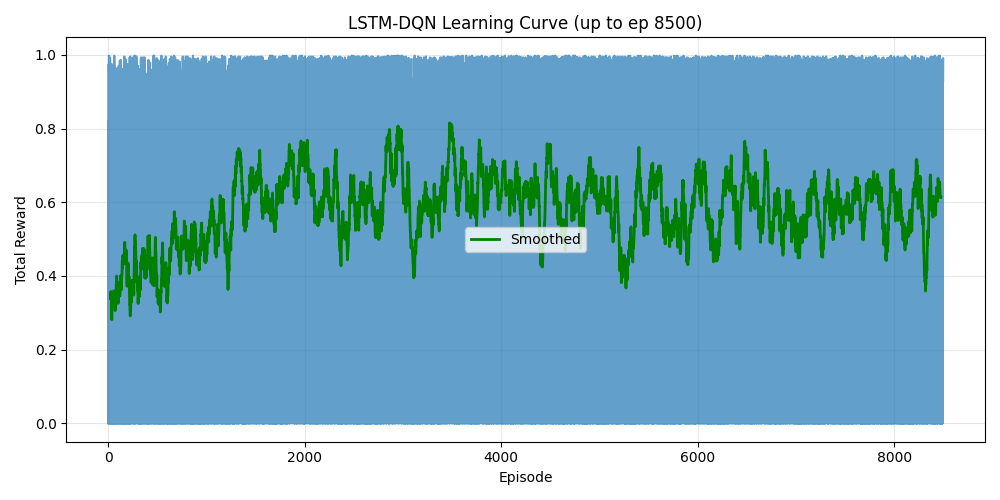 LSTM-DQN Learning Curve (up to ep 8500)
1.0
0.8
0.6
0.4
0.2
0.0
Total Reward
Smoothed
0 2000 4000 6000 8000
Episode